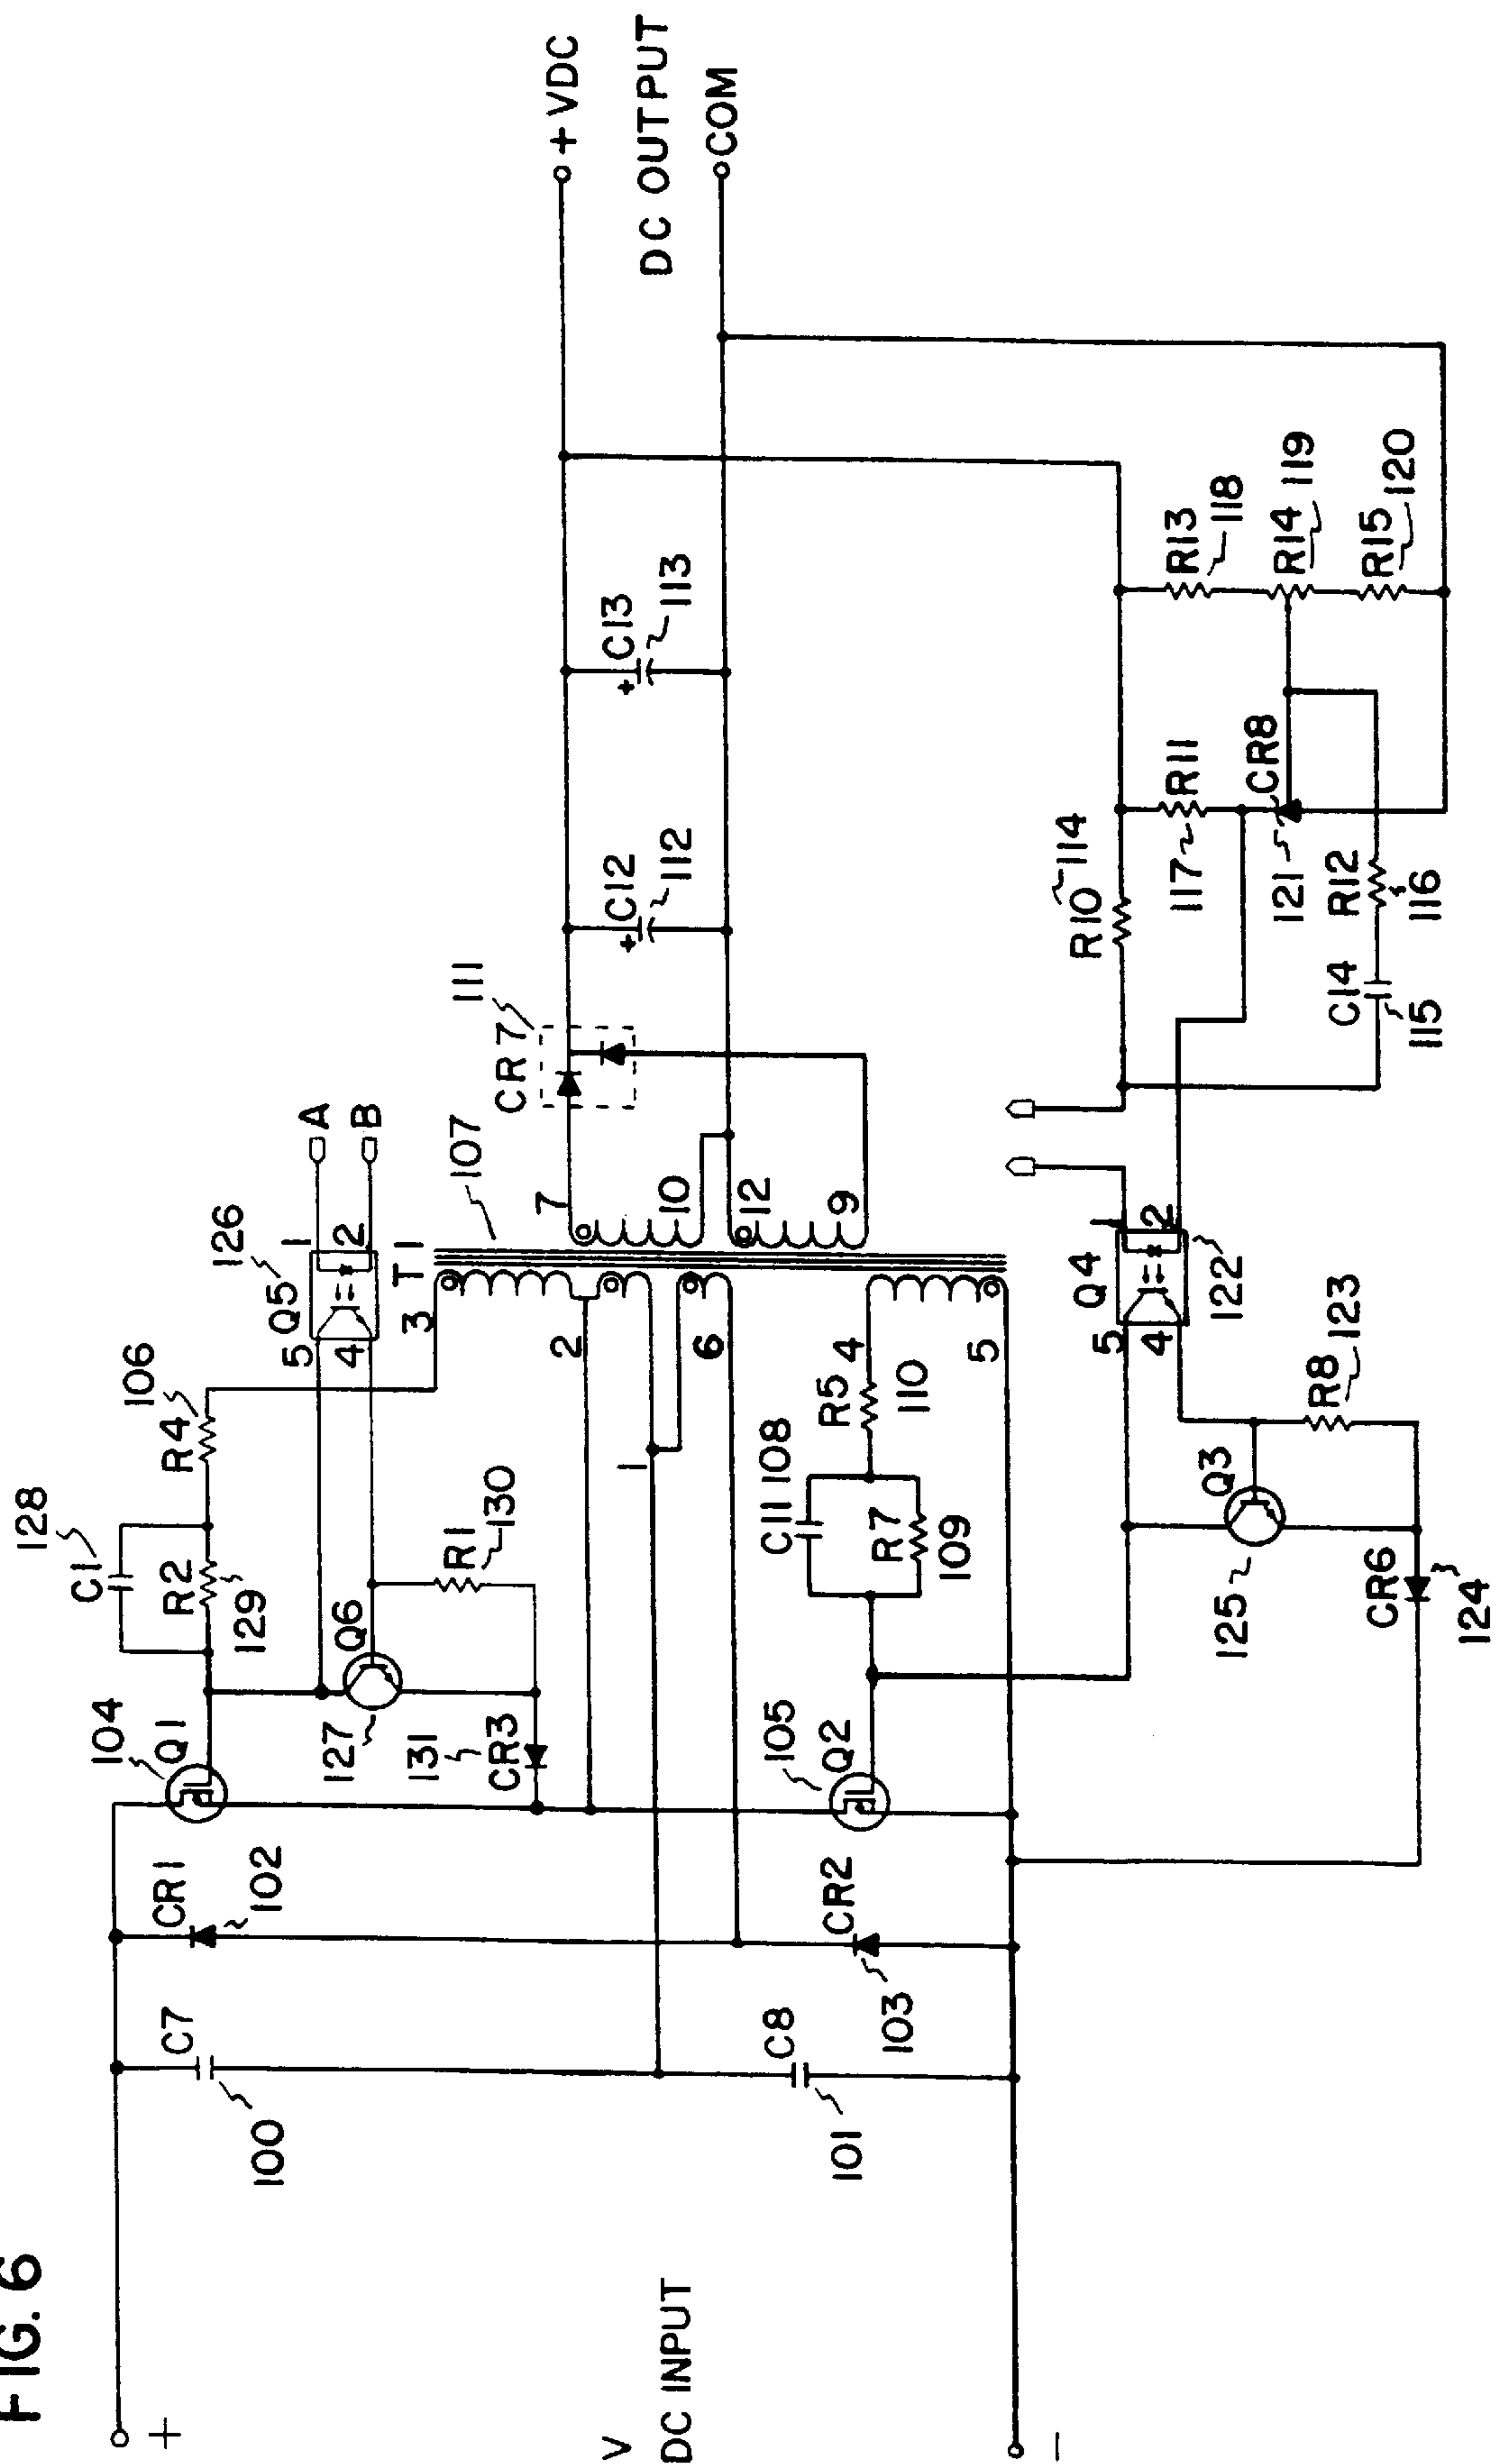 FIG. 6
+
V
DC INPUT
-
C7
100
C8
101
CR1
102
CR2
103
104
Q1
105
Q2
128
C1
R2
129
R4
106
Q6
127
131
CR3
R1
130
126
Q5
1
2
5
4
A
B
T1
107
3
2
1
6
4
5
7
10
12
9
C11
108
R7
109
R5
110
111
CR7
+
C12
112
+
C13
113
+ VDC
DC OUTPUT
COM
Q3
125
CR6
124
R8
123
Q4
122
5
4
1
2
R10
114
C14
115
R12
116
R11
117
CR8
121
R13
118
R14
119
R15
120